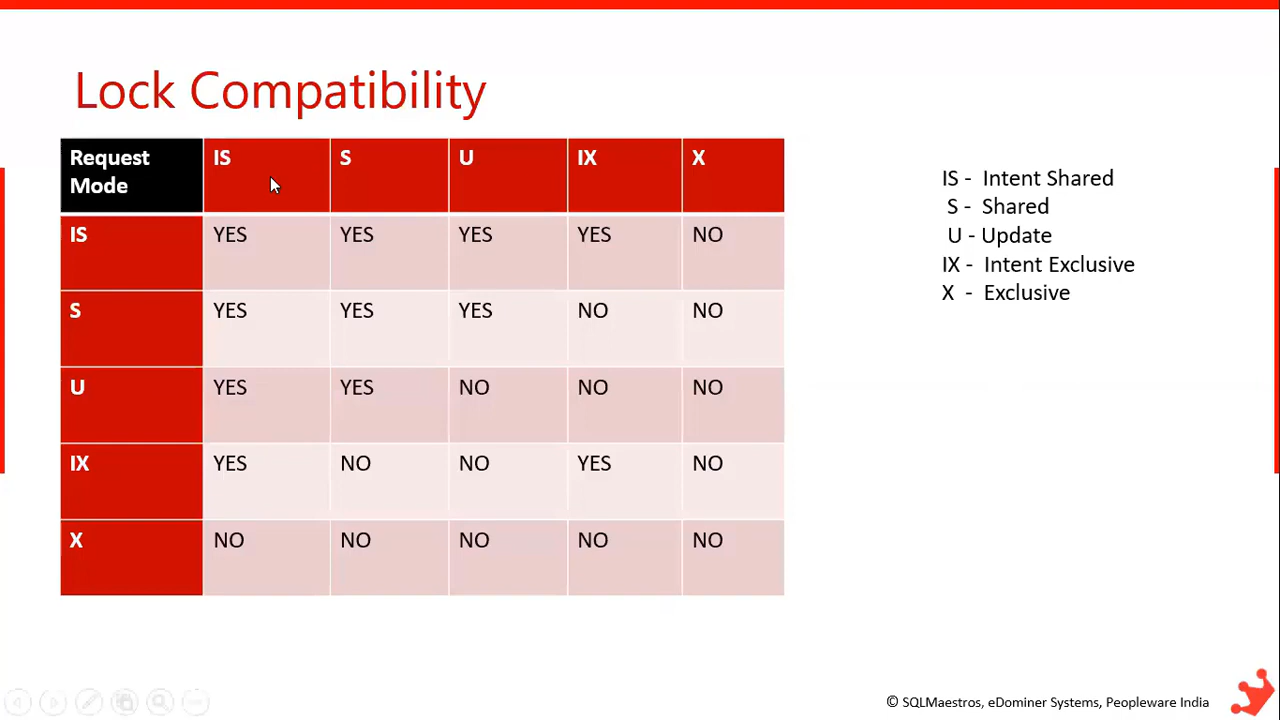 Lock Compatibility
Request Mode IS S U IX X
IS YES YES YES YES NO
S YES YES YES NO NO
U YES YES NO NO NO
IX YES NO NO YES NO
X NO NO NO NO NO
IS - Intent Shared
S - Shared
U - Update
IX - Intent Exclusive
X - Exclusive
© SQLMaestros, eDominer Systems, Peopleware India